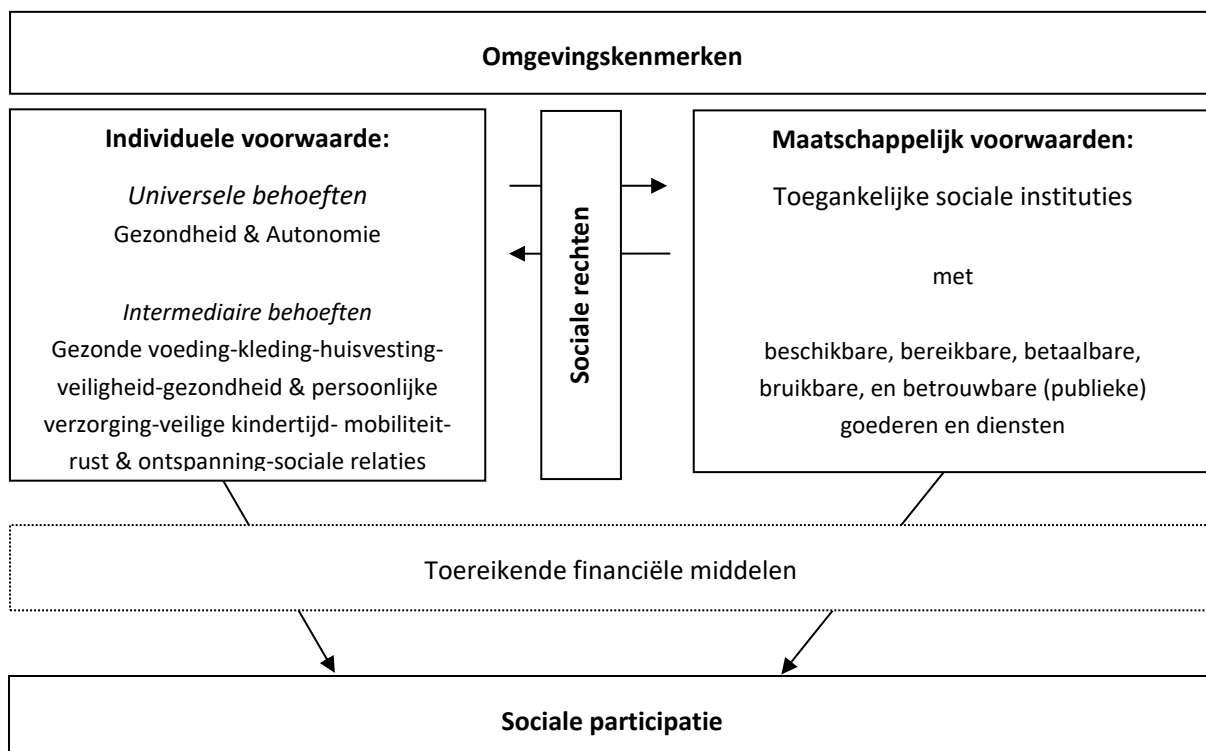 Omgevingskenmerken
Individuele voorwaarde:
Universele behoeften
Gezondheid & Autonomie
Intermediaire behoeften
Gezonde voeding-kleding-huisvesting-
veiligheid-gezondheid & persoonlijke
verzorging-veilige kindertijd- mobiliteit-
rust & ontspanning-sociale relaties
Sociale rechten
Maatschappelijk voorwaarden:
Toegankelijke sociale instituties
met
beschikbare, bereikbare, betaalbare,
bruikbare, en betrouwbare (publieke)
goederen en diensten
Toereikende financiële middelen
Sociale participatie